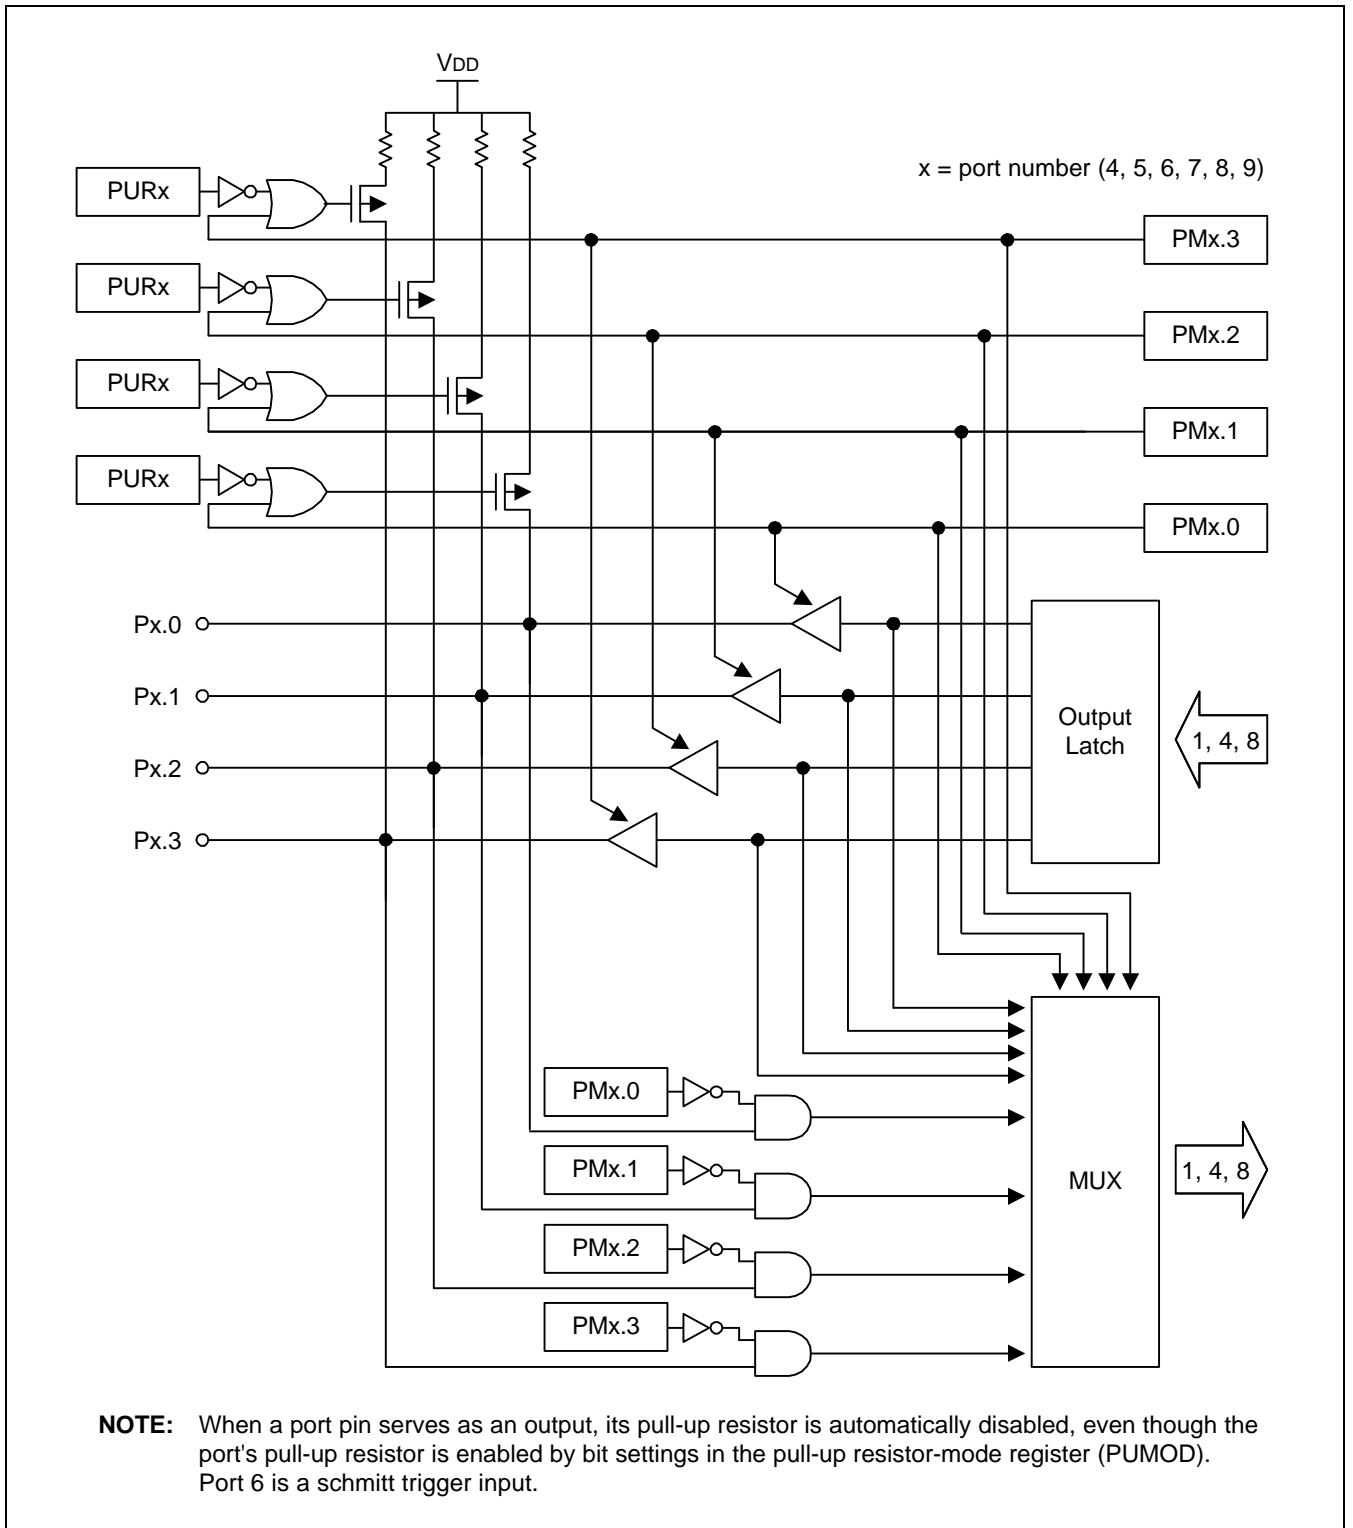 VDD
x = port number (4, 5, 6, 7, 8, 9)
PURx
PMx.3
PURx
PMx.2
PURx
PMx.1
PURx
PMx.0
Px.0
Px.1
Px.2
Px.3
Output
Latch
1, 4, 8
PMx.0
PMx.1
PMx.2
PMx.3
MUX
1, 4, 8
NOTE: When a port pin serves as an output, its pull-up resistor is automatically disabled, even though the
port's pull-up resistor is enabled by bit settings in the pull-up resistor-mode register (PUMOD).
Port 6 is a schmitt trigger input.